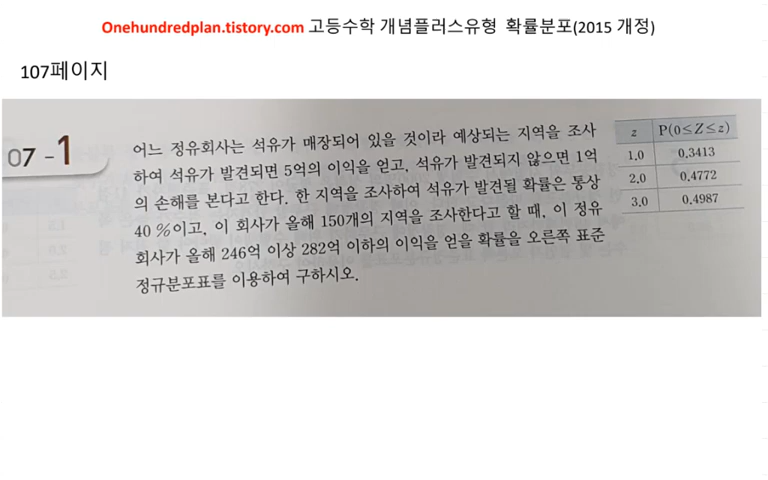 Onehundredplan.tistory.com 고등수학 개념플러스유형 확률분포(2015 개정)
107페이지
07-1
어느 정유회사는 석유가 매장되어 있을 것이라 예상되는 지역을 조사
하여 석유가 발견되면 5억의 이익을 얻고, 석유가 발견되지 않으면 1억
의 손해를 본다고 한다. 한 지역을 조사하여 석유가 발견될 확률은 통상
40 %이고, 이 회사가 올해 150개의 지역을 조사한다고 할 때, 이 정유
회사가 올해 246억 이상 282억 이하의 이익을 얻을 확률을 오른쪽 표준
정규분포표를 이용하여 구하시오.
z P(0≤Z≤z)
1.0 0.3413
2.0 0.4772
3.0 0.4987